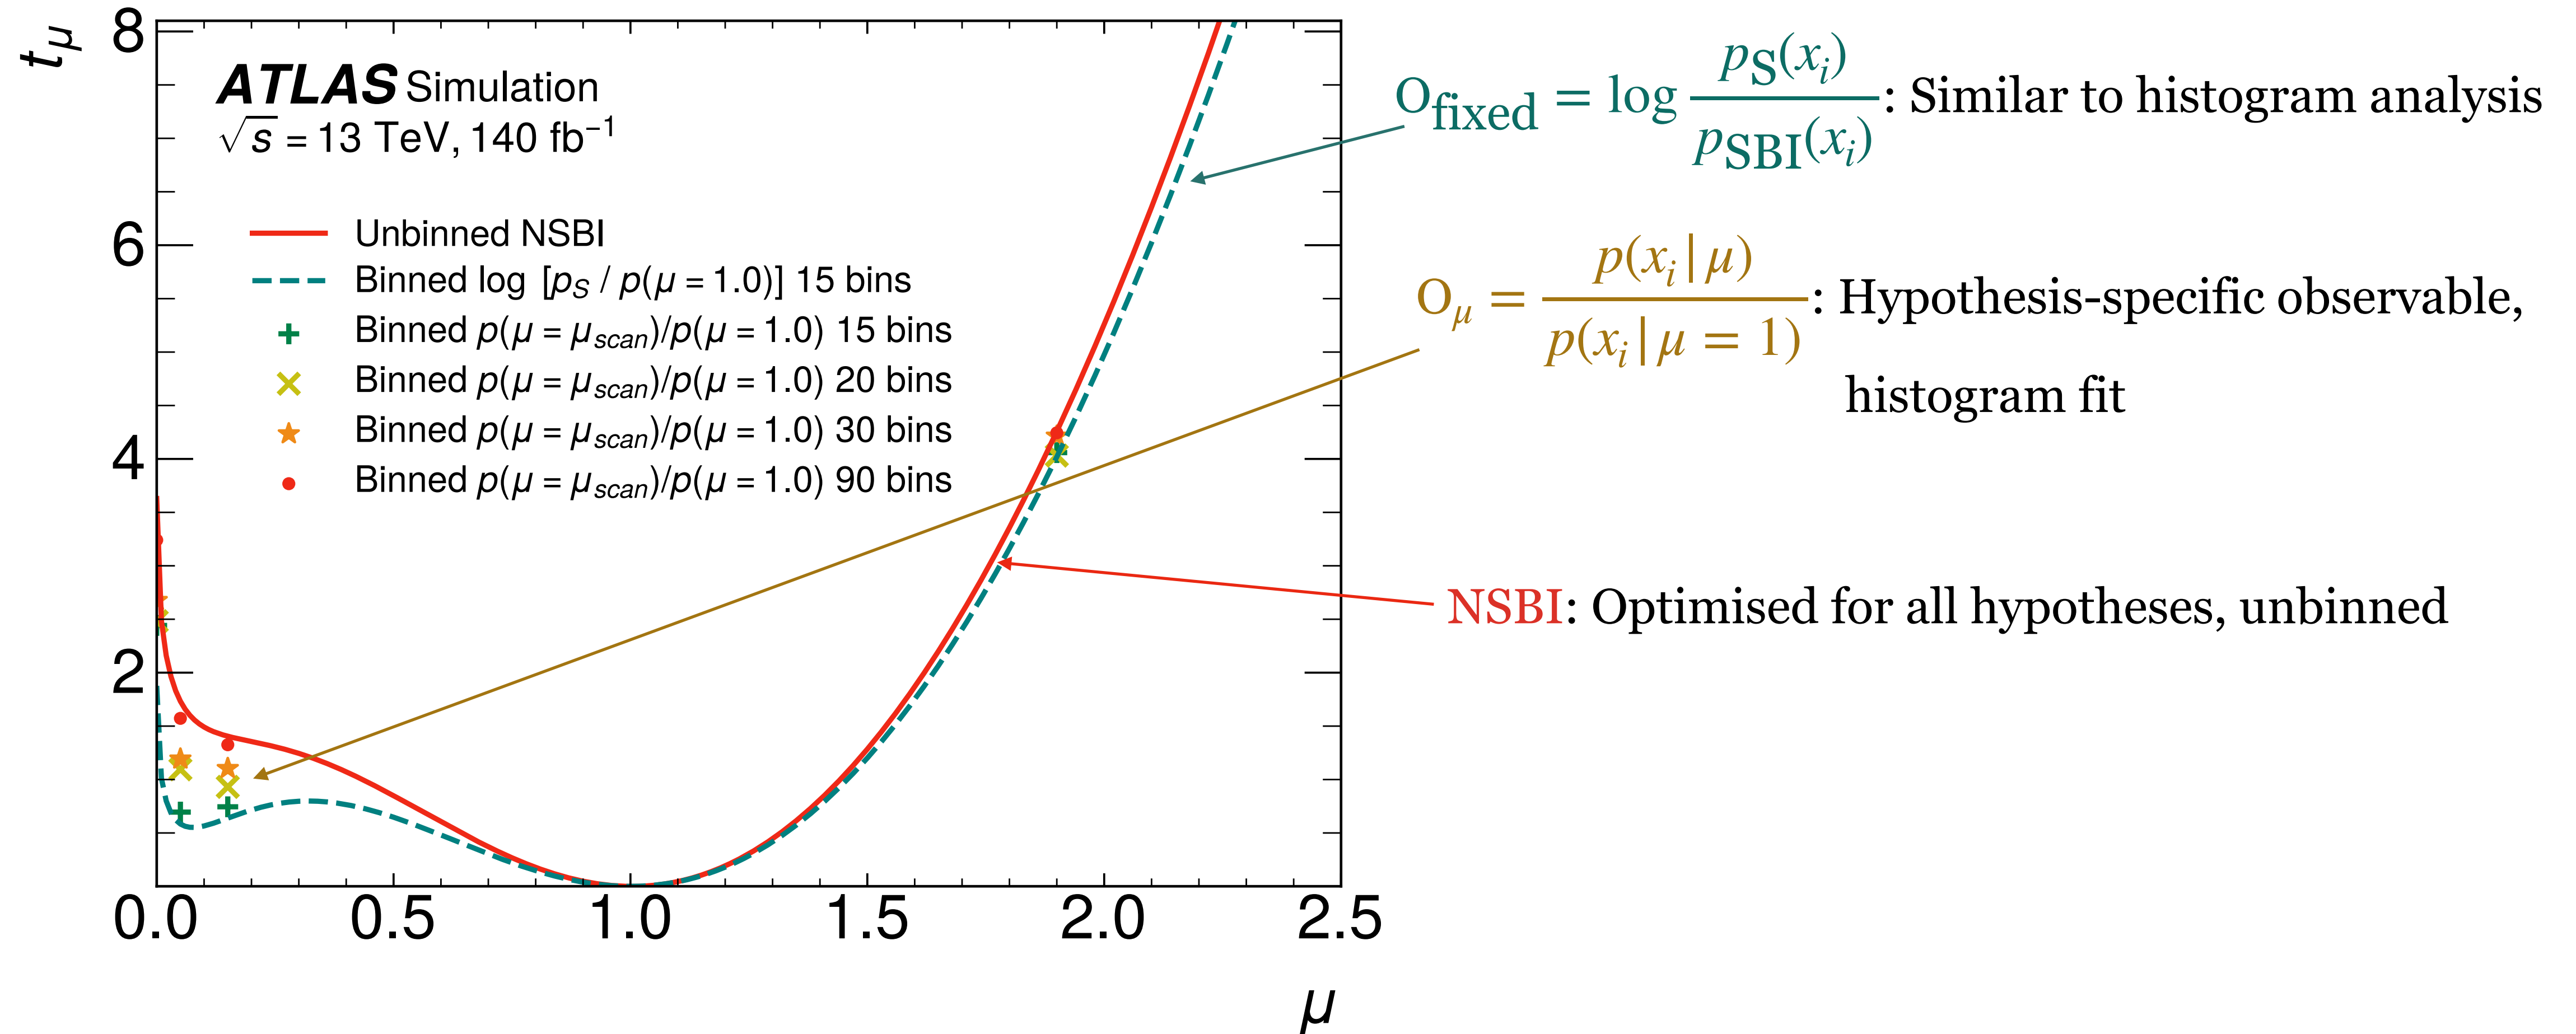 t_μ
8
6
4
2
0.0 0.5 1.0 1.5 2.0 2.5
μ
ATLAS Simulation
√s = 13 TeV, 140 fb⁻¹
Unbinned NSBI
Binned log [p_S / p(μ = 1.0)] 15 bins
Binned p(μ = μ_scan)/p(μ = 1.0) 15 bins
Binned p(μ = μ_scan)/p(μ = 1.0) 20 bins
Binned p(μ = μ_scan)/p(μ = 1.0) 30 bins
Binned p(μ = μ_scan)/p(μ = 1.0) 90 bins
O_fixed = log p_S(x_i) / p_SBI(x_i) : Similar to histogram analysis
O_μ = p(x_i | μ) / p(x_i | μ = 1) : Hypothesis-specific observable,
histogram fit
NSBI: Optimised for all hypotheses, unbinned